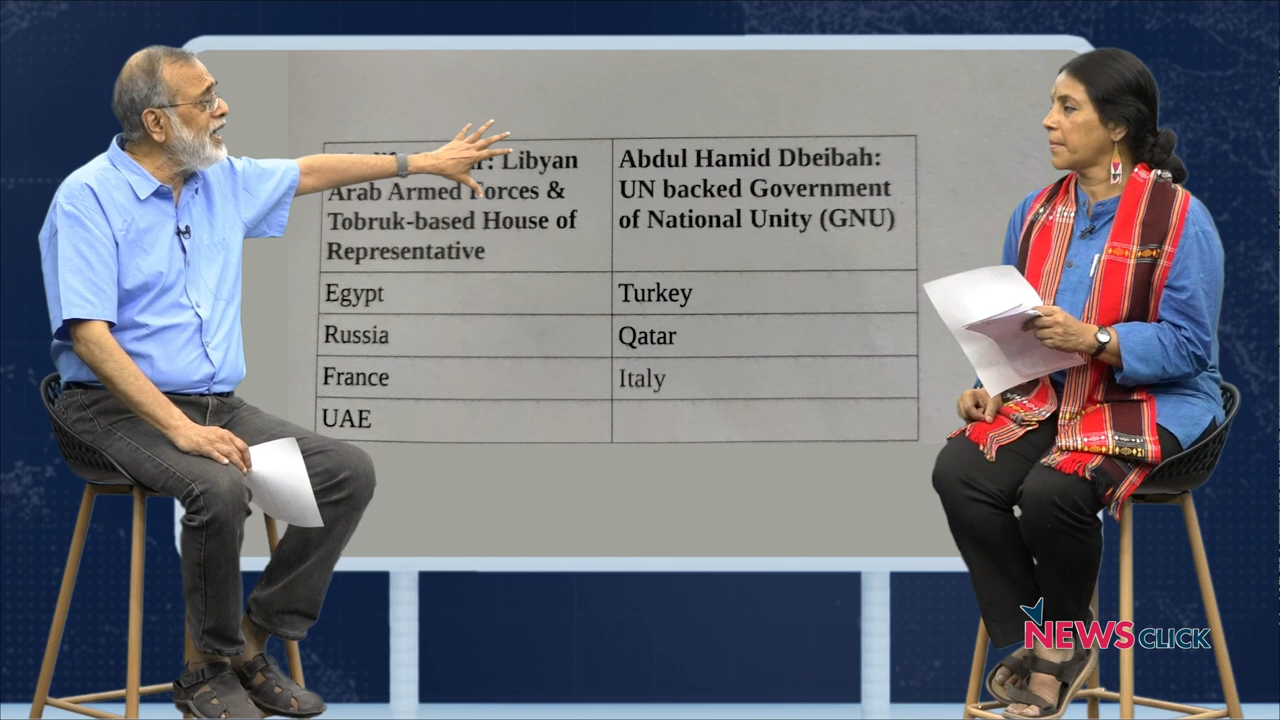 r: Libyan
Arab Armed Forces &
Tobruk-based House of
Representative
Abdul Hamid Dbeibah:
UN backed Government
of National Unity (GNU)
Egypt
Turkey
Russia
Qatar
France
Italy
UAE
NEWSCLICK